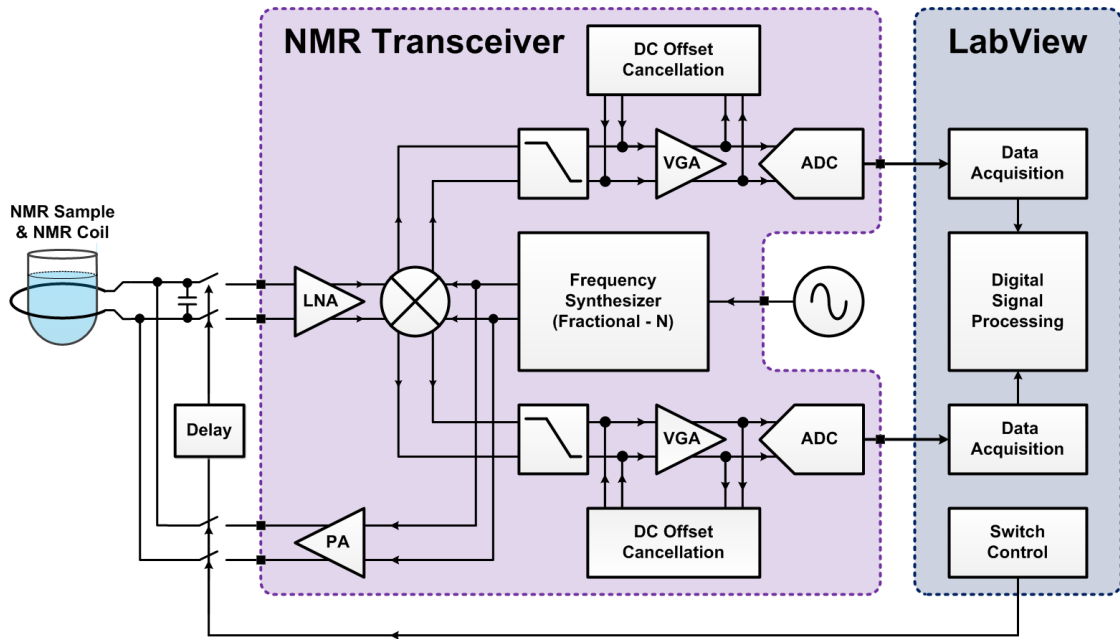 NMR Transceiver
LabView
DC Offset
Cancellation
VGA
ADC
Data
Acquisition
NMR Sample
& NMR Coil
LNA
Frequency
Synthesizer
(Fractional - N)
Digital
Signal
Processing
Delay
VGA
ADC
Data
Acquisition
PA
DC Offset
Cancellation
Switch
Control